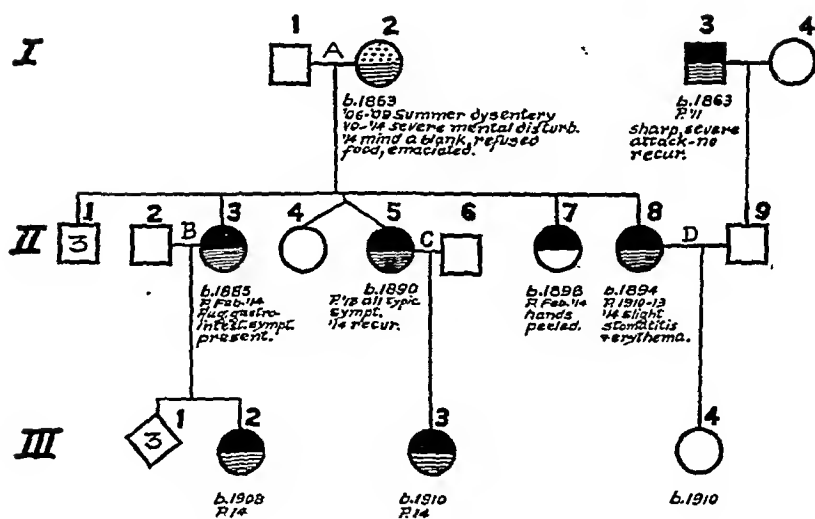 I
1
A
2
3
4
b.1863
'06-'09 Summer dysentery
'10-'14 severe mental disturb.
'14 mind a blank, refused
food, emaciated.
b.1863
P.'11
sharp, severe
attack-no
recur.
II
1
3
2
B
3
4
5
C
6
7
8
D
9
b.1885
P. Feb.'14
Aug. gastro-
intest. sympt.
present.
b.1890
P.'13 all typic
sympt.
'14 recur.
b.1898
P. Feb.'14
hands
peeled.
b.1894
P. 1910-13
'14 slight
stomatitis
+ erythema.
III
3
1
2
3
4
b.1908
P.14
b.1910
P.14
b.1910